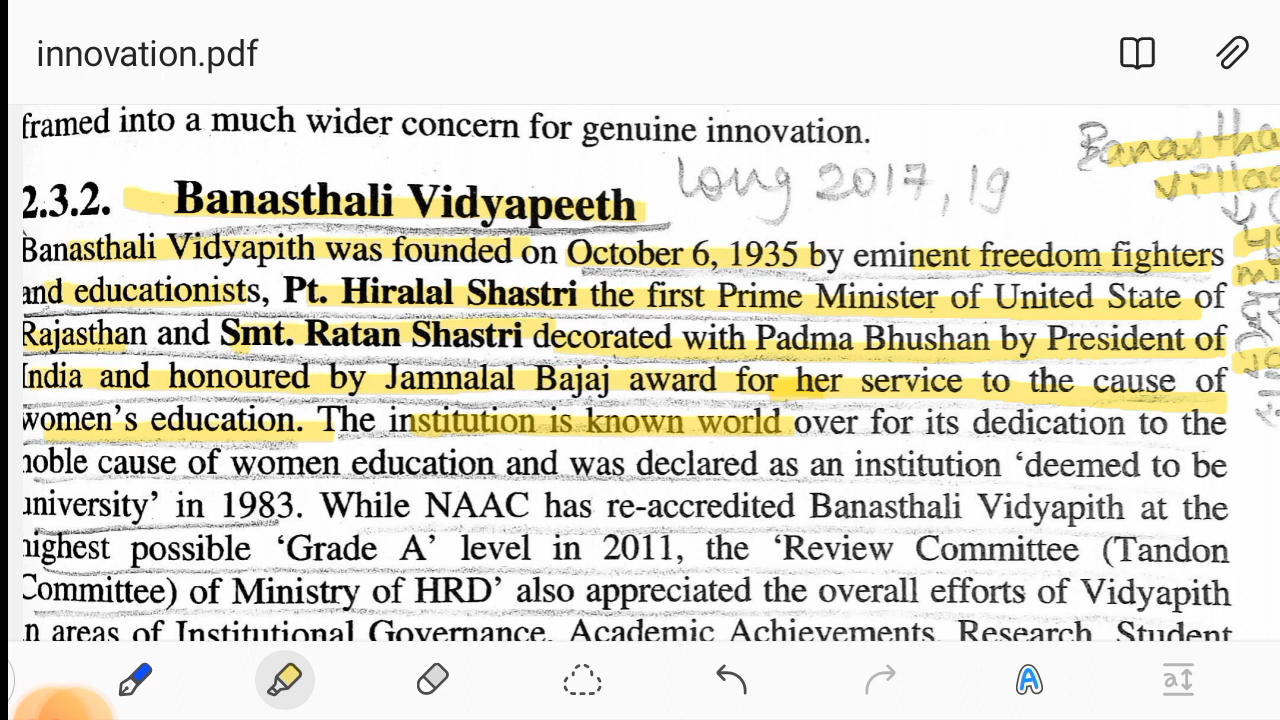 innovation.pdf
framed into a much wider concern for genuine innovation.
2.3.2. Banasthali Vidyapeeth
Long 2017, 19
Banastha
villag
Banasthali Vidyapith was founded on October 6, 1935 by eminent freedom fighters
and educationists, Pt. Hiralal Shastri the first Prime Minister of United State of
Rajasthan and Smt. Ratan Shastri decorated with Padma Bhushan by President of
India and honoured by Jamnalal Bajaj award for her service to the cause of
women's education. The institution is known world over for its dedication to the
noble cause of women education and was declared as an institution 'deemed to be
university' in 1983. While NAAC has re-accredited Banasthali Vidyapith at the
highest possible 'Grade A' level in 2011, the 'Review Committee (Tandon
Committee) of Ministry of HRD' also appreciated the overall efforts of Vidyapith
in areas of Institutional Governance, Academic Achievements, Research, Student
A
a